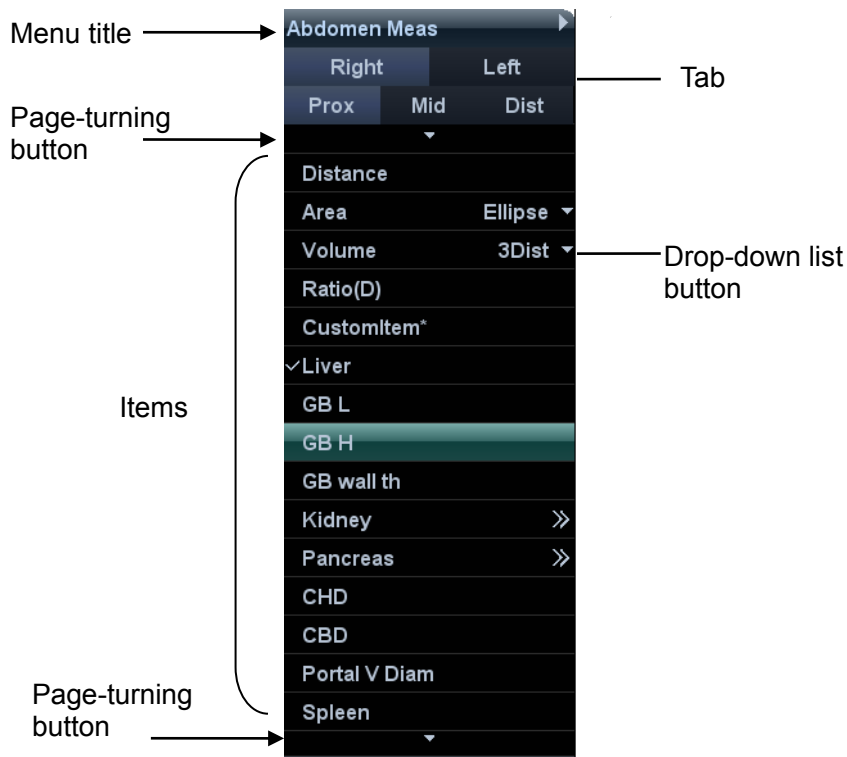 Menu title
Abdomen Meas
Right Left
Tab
Prox Mid Dist
Page-turning
button
Distance
Area Ellipse
Volume 3Dist
Drop-down list
button
Ratio(D)
CustomItem*
Liver
Items
GB L
GB H
GB wall th
Kidney
Pancreas
CHD
CBD
Portal V Diam
Page-turning
button
Spleen